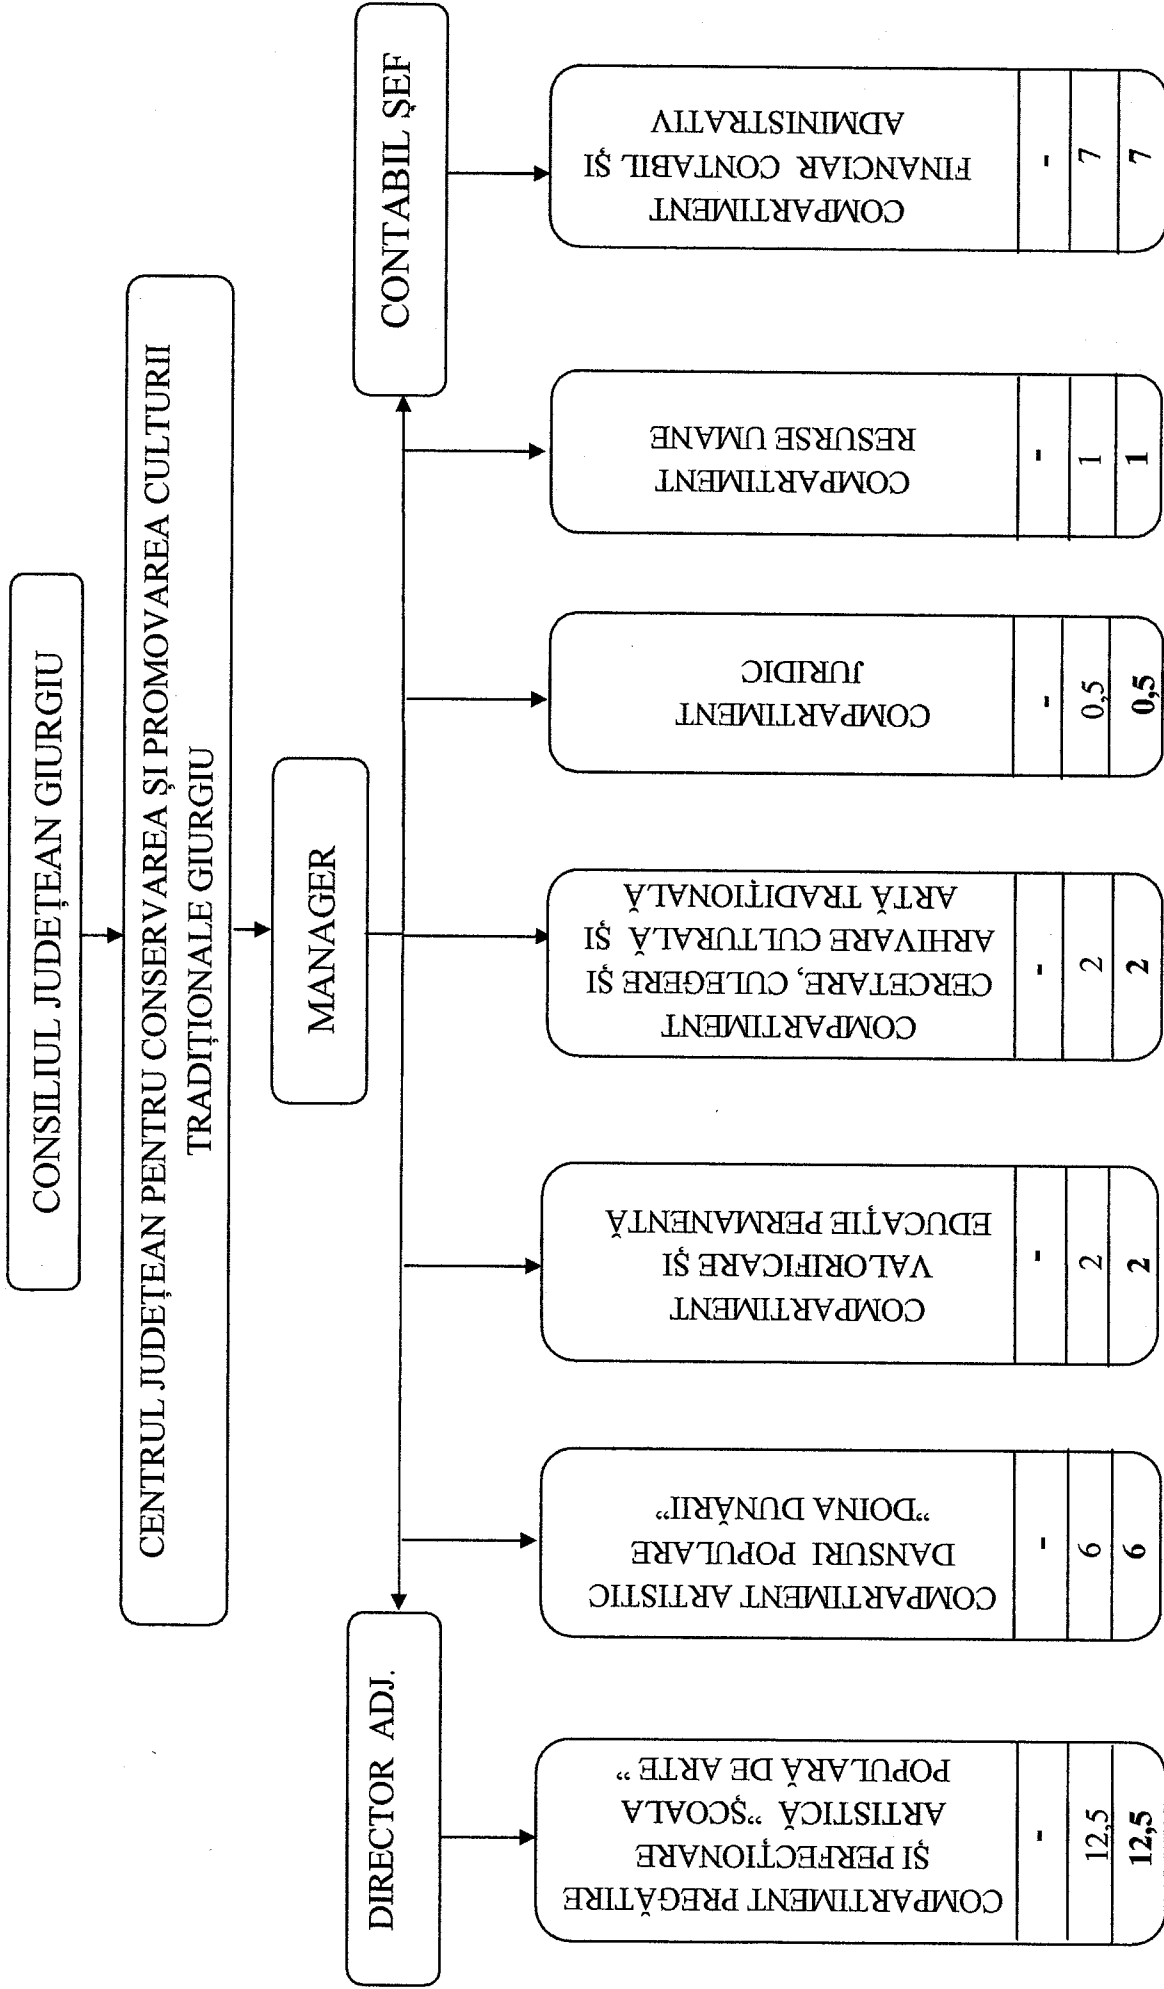 CONSILIUL JUDEȚEAN GIURGIU
CENTRUL JUDEȚEAN PENTRU CONSERVAREA ȘI PROMOVAREA CULTURII
TRADIȚIONALE GIURGIU
MANAGER
DIRECTOR ADJ.
CONTABIL ȘEF
COMPARTIMENT PREGĂTIRE
ȘI PERFECȚIONARE
ARTISTICĂ "ȘCOALA
POPULARĂ DE ARTE "
-
12,5
12,5
COMPARTIMENT ARTISTIC
DANSURI POPULARE
"DOINA DUNĂRII"
-
6
6
COMPARTIMENT
VALORIFICARE ȘI
EDUCAȚIE PERMANENTĂ
-
2
2
COMPARTIMENT
CERCETARE, CULEGERE ȘI
ARHIVARE CULTURALĂ ȘI
ARTĂ TRADIȚIONALĂ
-
2
2
COMPARTIMENT
JURIDIC
-
0,5
0,5
COMPARTIMENT
RESURSE UMANE
-
1
1
COMPARTIMENT
FINANCIAR CONTABIL ȘI
ADMINISTRATIV
-
7
7